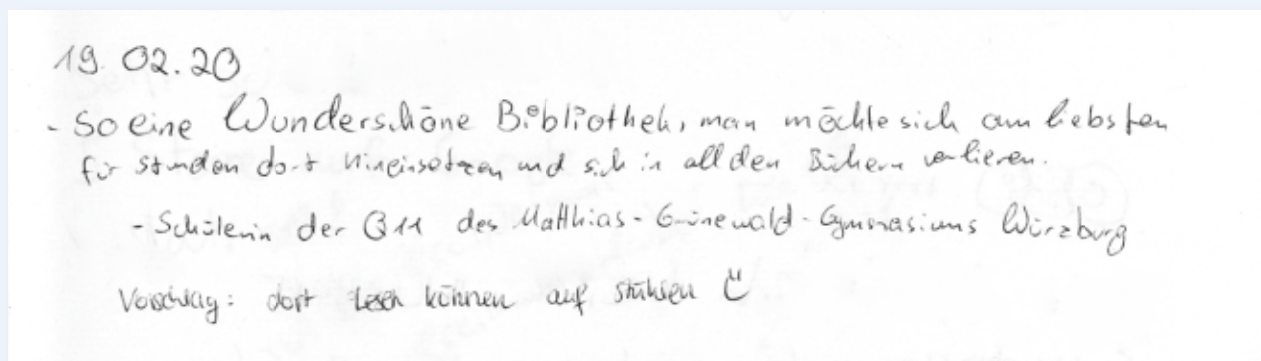 19.02.20
- So eine Wunderschöne Bibliothek, man möchte sich am liebsten
für stunden dort hineinsetzen und sich in all den Büchern verlieren.
- Schülerin der Q11 des Matthias-Grünewald-Gymnasiums Würzburg
Vorschlag: dort lesen können auf stühlen Ü